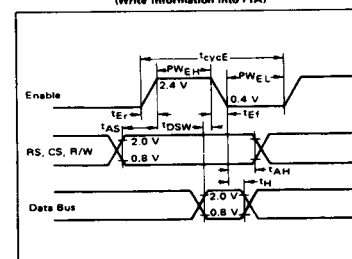 (Write Information into PIA)
tcycE
PWEH
PWEL
2.4 V
0.4 V
Enable
tEr
tEf
tAS
tDSW
RS, CS, R/W
2.0 V
0.8 V
tAH
tH
Data Bus
2.0 V
0.8 V